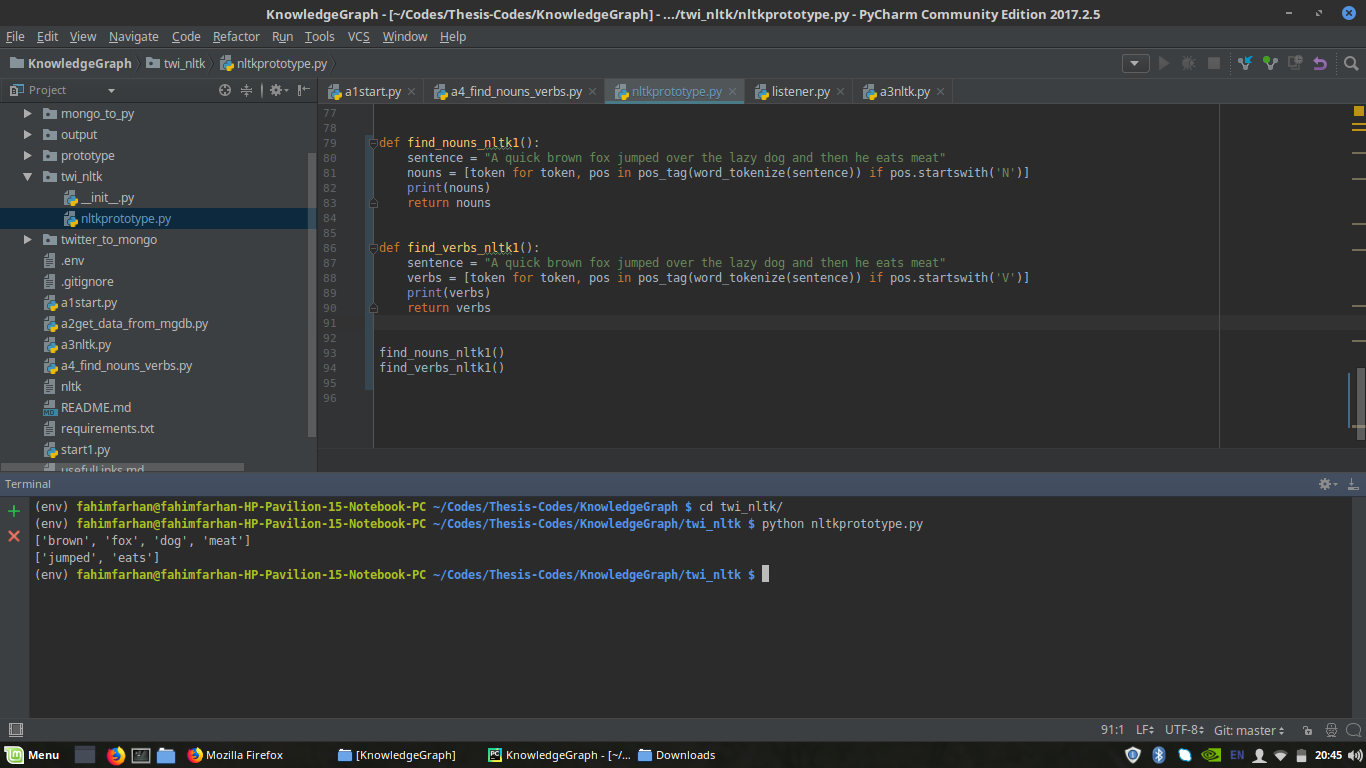 KnowledgeGraph - [~/Codes/Thesis-Codes/KnowledgeGraph] - .../twi_nltk/nltkprototype.py - PyCharm Community Edition 2017.2.5
File Edit View Navigate Code Refactor Run Tools VCS Window Help
KnowledgeGraph twi_nltk nltkprototype.py
Project
a1start.py a4_find_nouns_verbs.py nltkprototype.py listener.py a3nltk.py
mongo_to_py
output
prototype
twi_nltk
__init__.py
nltkprototype.py
twitter_to_mongo
.env
.gitignore
a1start.py
a2get_data_from_mgdb.py
a3nltk.py
a4_find_nouns_verbs.py
nltk
README.md
requirements.txt
start1.py
usefulLinks.md
77
78
79 def find_nouns_nltk1():
80 sentence = "A quick brown fox jumped over the lazy dog and then he eats meat"
81 nouns = [token for token, pos in pos_tag(word_tokenize(sentence)) if pos.startswith('N')]
82 print(nouns)
83 return nouns
84
85
86 def find_verbs_nltk1():
87 sentence = "A quick brown fox jumped over the lazy dog and then he eats meat"
88 verbs = [token for token, pos in pos_tag(word_tokenize(sentence)) if pos.startswith('V')]
89 print(verbs)
90 return verbs
91
92
93 find_nouns_nltk1()
94 find_verbs_nltk1()
95
96
Terminal
(env) fahimfarhan@fahimfarhan-HP-Pavilion-15-Notebook-PC ~/Codes/Thesis-Codes/KnowledgeGraph $ cd twi_nltk/
(env) fahimfarhan@fahimfarhan-HP-Pavilion-15-Notebook-PC ~/Codes/Thesis-Codes/KnowledgeGraph/twi_nltk $ python nltkprototype.py
['brown', 'fox', 'dog', 'meat']
['jumped', 'eats']
(env) fahimfarhan@fahimfarhan-HP-Pavilion-15-Notebook-PC ~/Codes/Thesis-Codes/KnowledgeGraph/twi_nltk $
91:1 LF UTF-8 Git: master
Menu Mozilla Firefox [KnowledgeGraph] KnowledgeGraph - [~/... Downloads EN 20:45